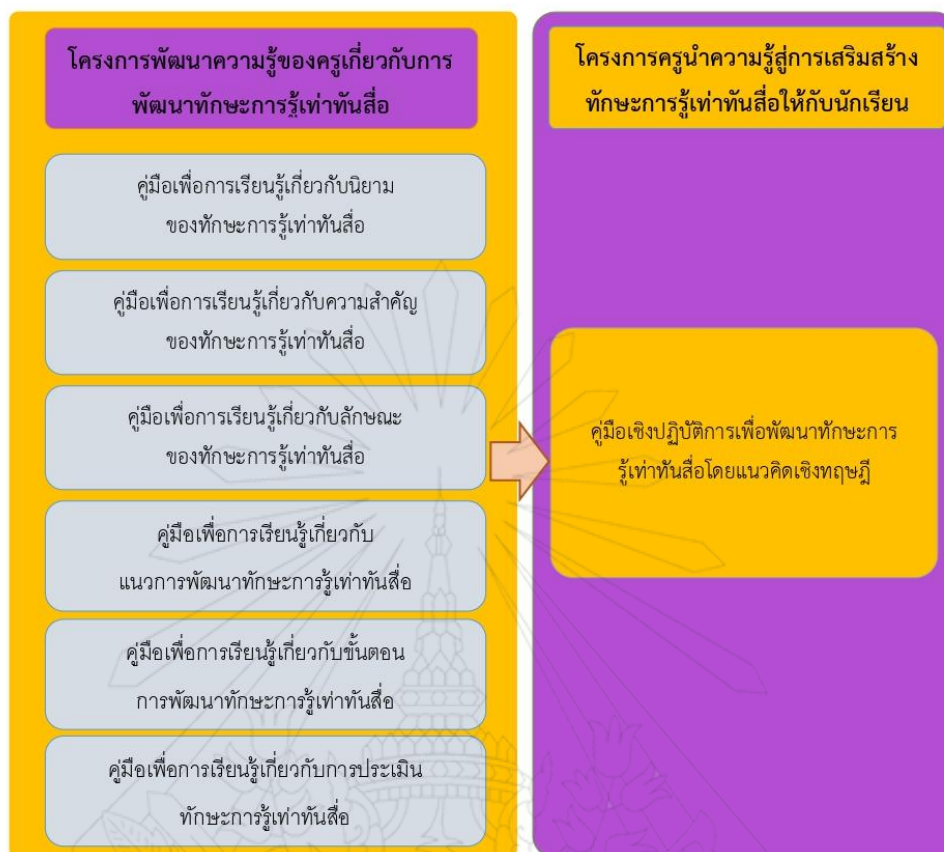 โครงการพัฒนาความรู้ของครูเกี่ยวกับการ
พัฒนาทักษะการรู้เท่าทันสื่อ
คู่มือเพื่อการเรียนรู้เกี่ยวกับนิยาม
ของทักษะการรู้เท่าทันสื่อ
คู่มือเพื่อการเรียนรู้เกี่ยวกับความสำคัญ
ของทักษะการรู้เท่าทันสื่อ
คู่มือเพื่อการเรียนรู้เกี่ยวกับลักษณะ
ของทักษะการรู้เท่าทันสื่อ
คู่มือเพื่อการเรียนรู้เกี่ยวกับ
แนวการพัฒนาทักษะการรู้เท่าทันสื่อ
คู่มือเพื่อการเรียนรู้เกี่ยวกับขั้นตอน
การพัฒนาทักษะการรู้เท่าทันสื่อ
คู่มือเพื่อการเรียนรู้เกี่ยวกับการประเมิน
ทักษะการรู้เท่าทันสื่อ
โครงการครูนำความรู้สู่การเสริมสร้าง
ทักษะการรู้เท่าทันสื่อให้กับนักเรียน
คู่มือเชิงปฏิบัติการเพื่อพัฒนาทักษะการ
รู้เท่าทันสื่อโดยแนวคิดเชิงทฤษฎี